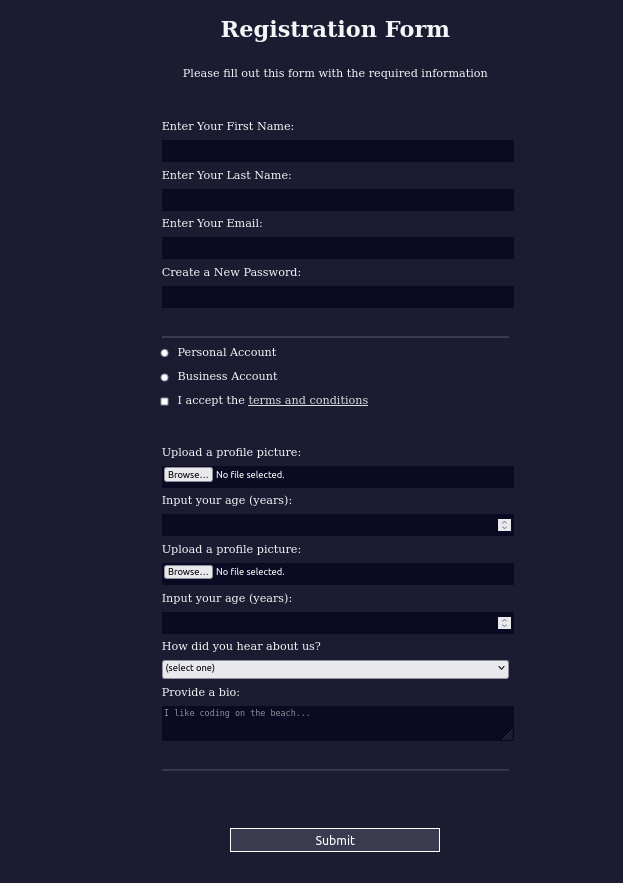 Registration Form
Please fill out this form with the required information
Enter Your First Name:
Enter Your Last Name:
Enter Your Email:
Create a New Password:
Personal Account
Business Account
I accept the terms and conditions
Upload a profile picture:
Browse... No file selected.
Input your age (years):
Upload a profile picture:
Browse... No file selected.
Input your age (years):
How did you hear about us?
(select one)
Provide a bio:
I like coding on the beach...
Submit